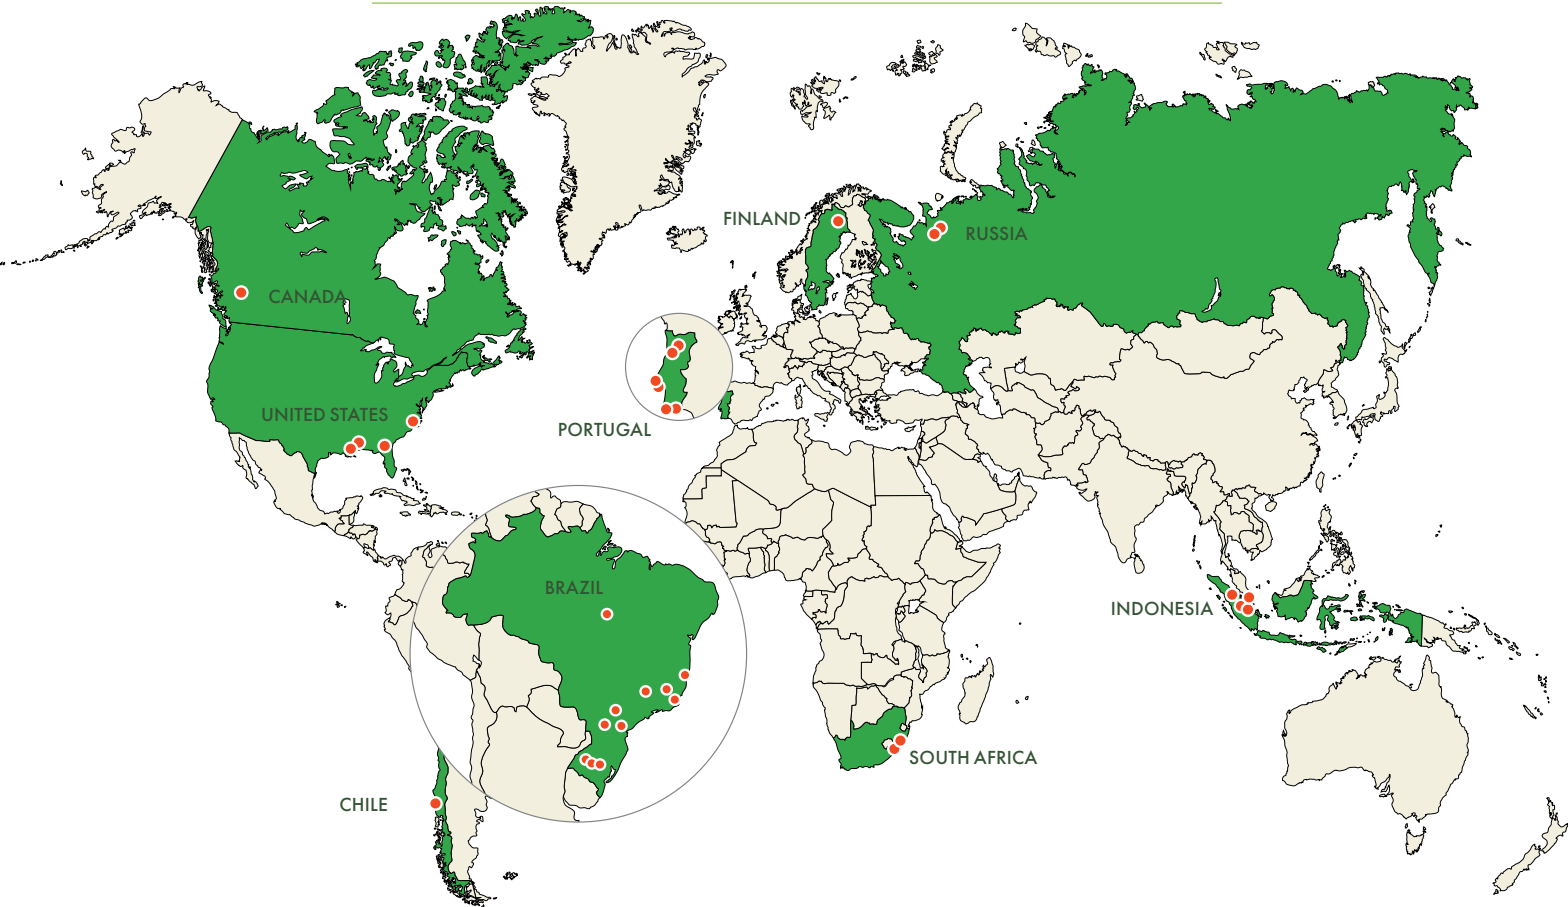 FINLAND
RUSSIA
CANADA
UNITED STATES
PORTUGAL
BRAZIL
INDONESIA
SOUTH AFRICA
CHILE